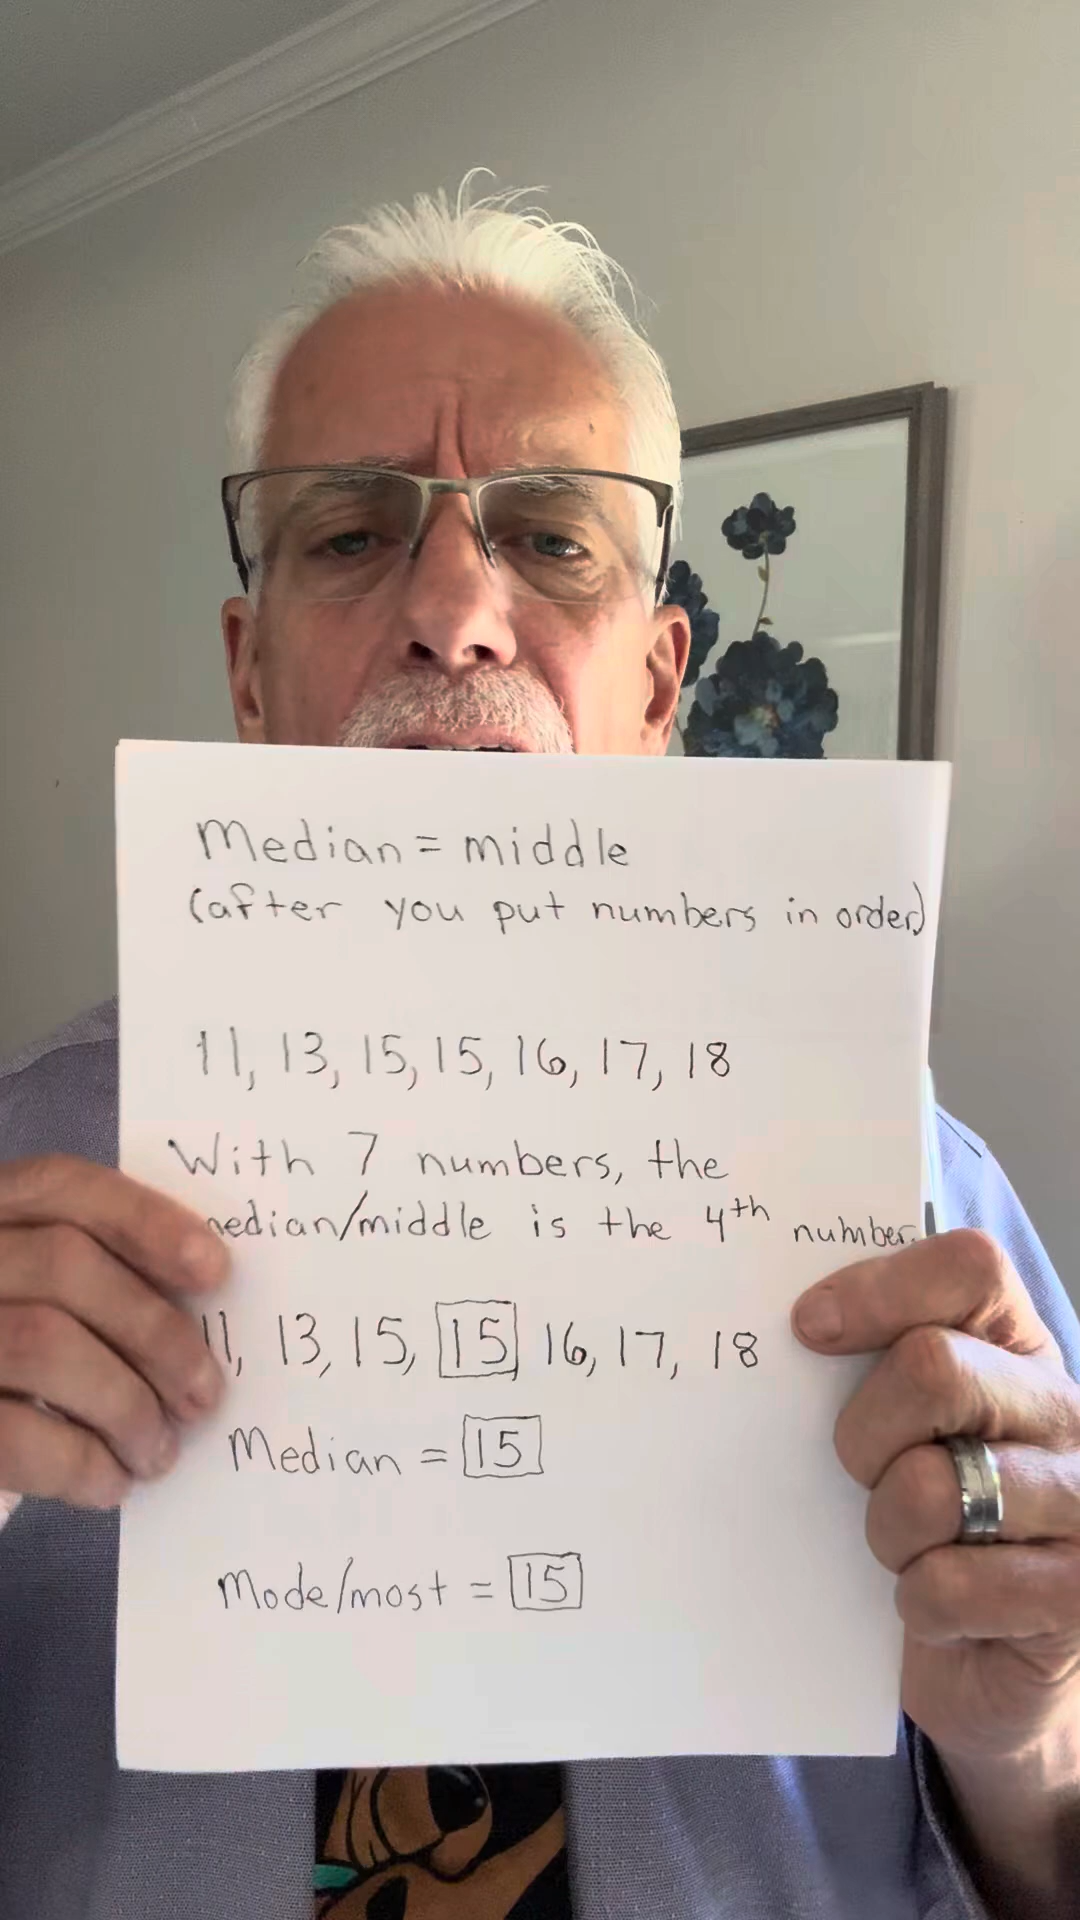 Median = middle
(after you put numbers in order)
11, 13, 15, 15, 16, 17, 18
With 7 numbers, the
median/middle is the 4th number.
11, 13, 15, 15 16, 17, 18
Median = 15
Mode/most = 15